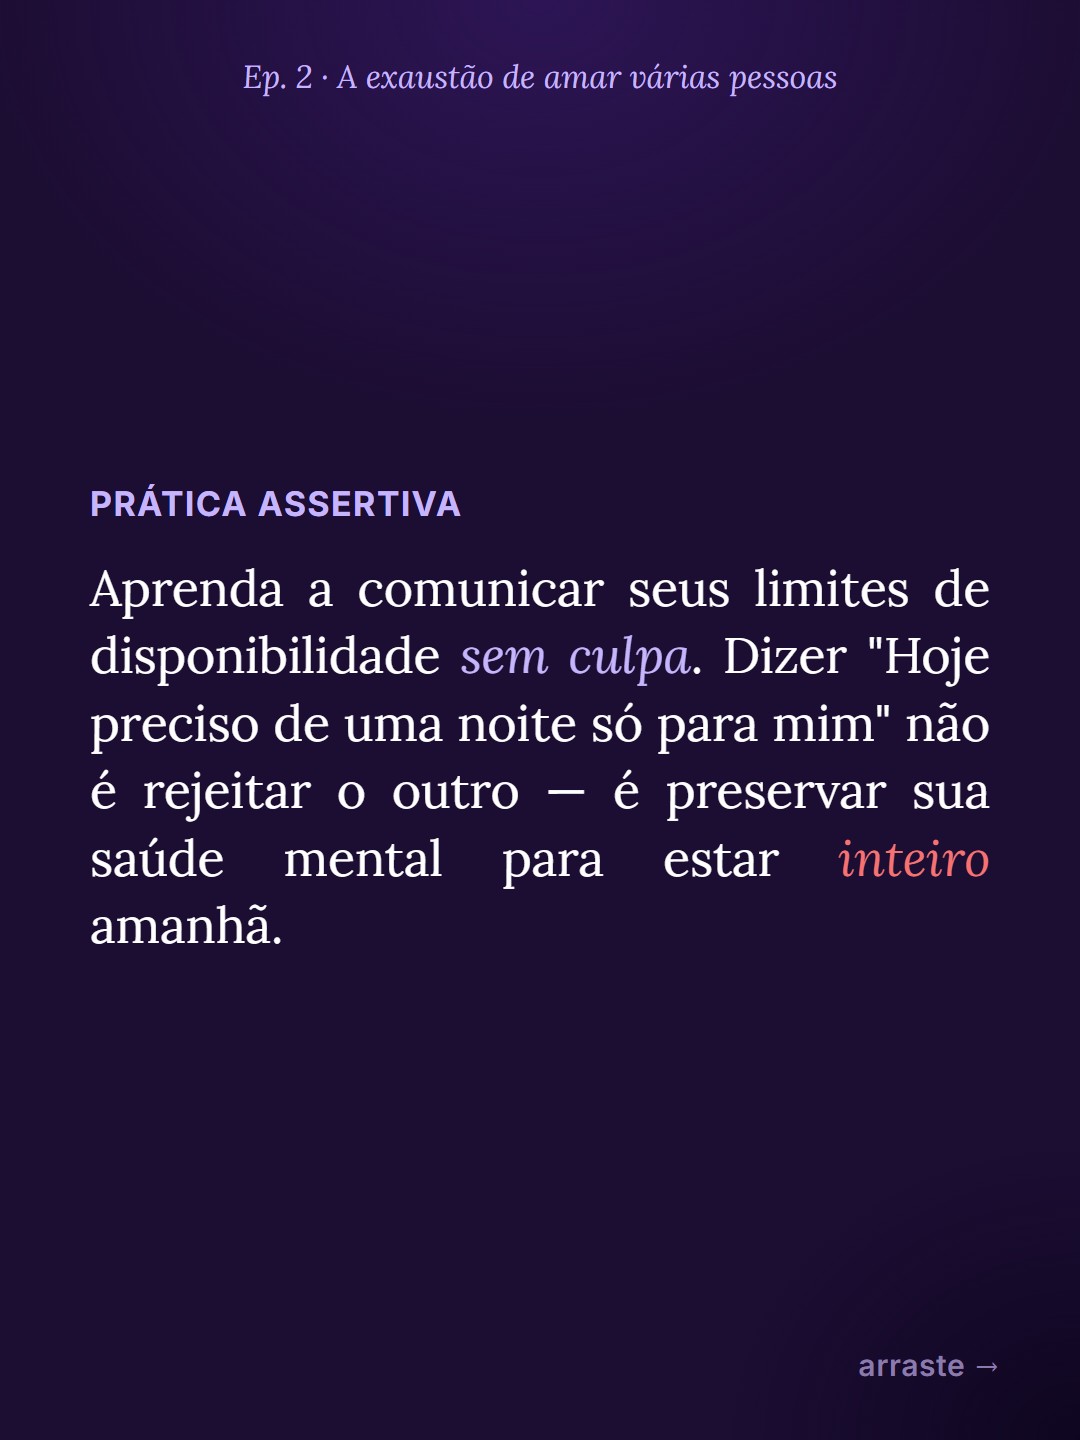 Ep. 2 · A exaustão de amar várias pessoas
PRÁTICA ASSERTIVA
Aprenda a comunicar seus limites de
disponibilidade sem culpa. Dizer "Hoje
preciso de uma noite só para mim" não
é rejeitar o outro — é preservar sua
saúde mental para estar inteiro
amanhã.
arraste →